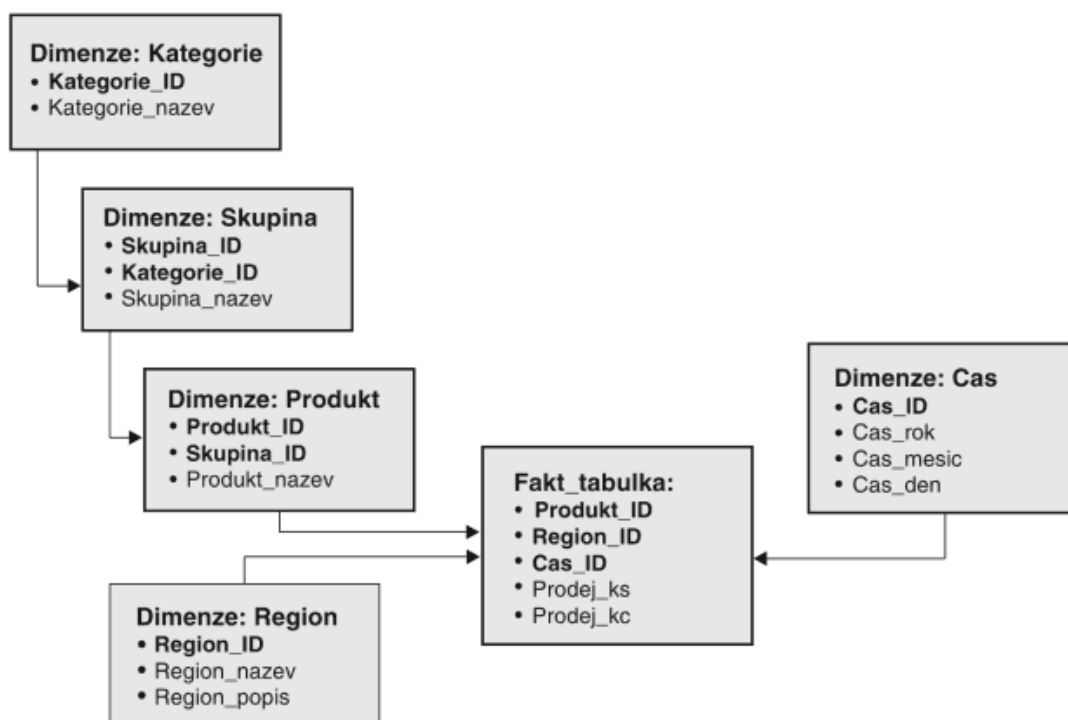 Dimenze: Kategorie
• Kategorie_ID
• Kategorie_nazev
Dimenze: Skupina
• Skupina_ID
• Kategorie_ID
• Skupina_nazev
Dimenze: Produkt
• Produkt_ID
• Skupina_ID
• Produkt_nazev
Dimenze: Cas
• Cas_ID
• Cas_rok
• Cas_mesic
• Cas_den
Fakt_tabulka:
• Produkt_ID
• Region_ID
• Cas_ID
• Prodej_ks
• Prodej_kc
Dimenze: Region
• Region_ID
• Region_nazev
• Region_popis